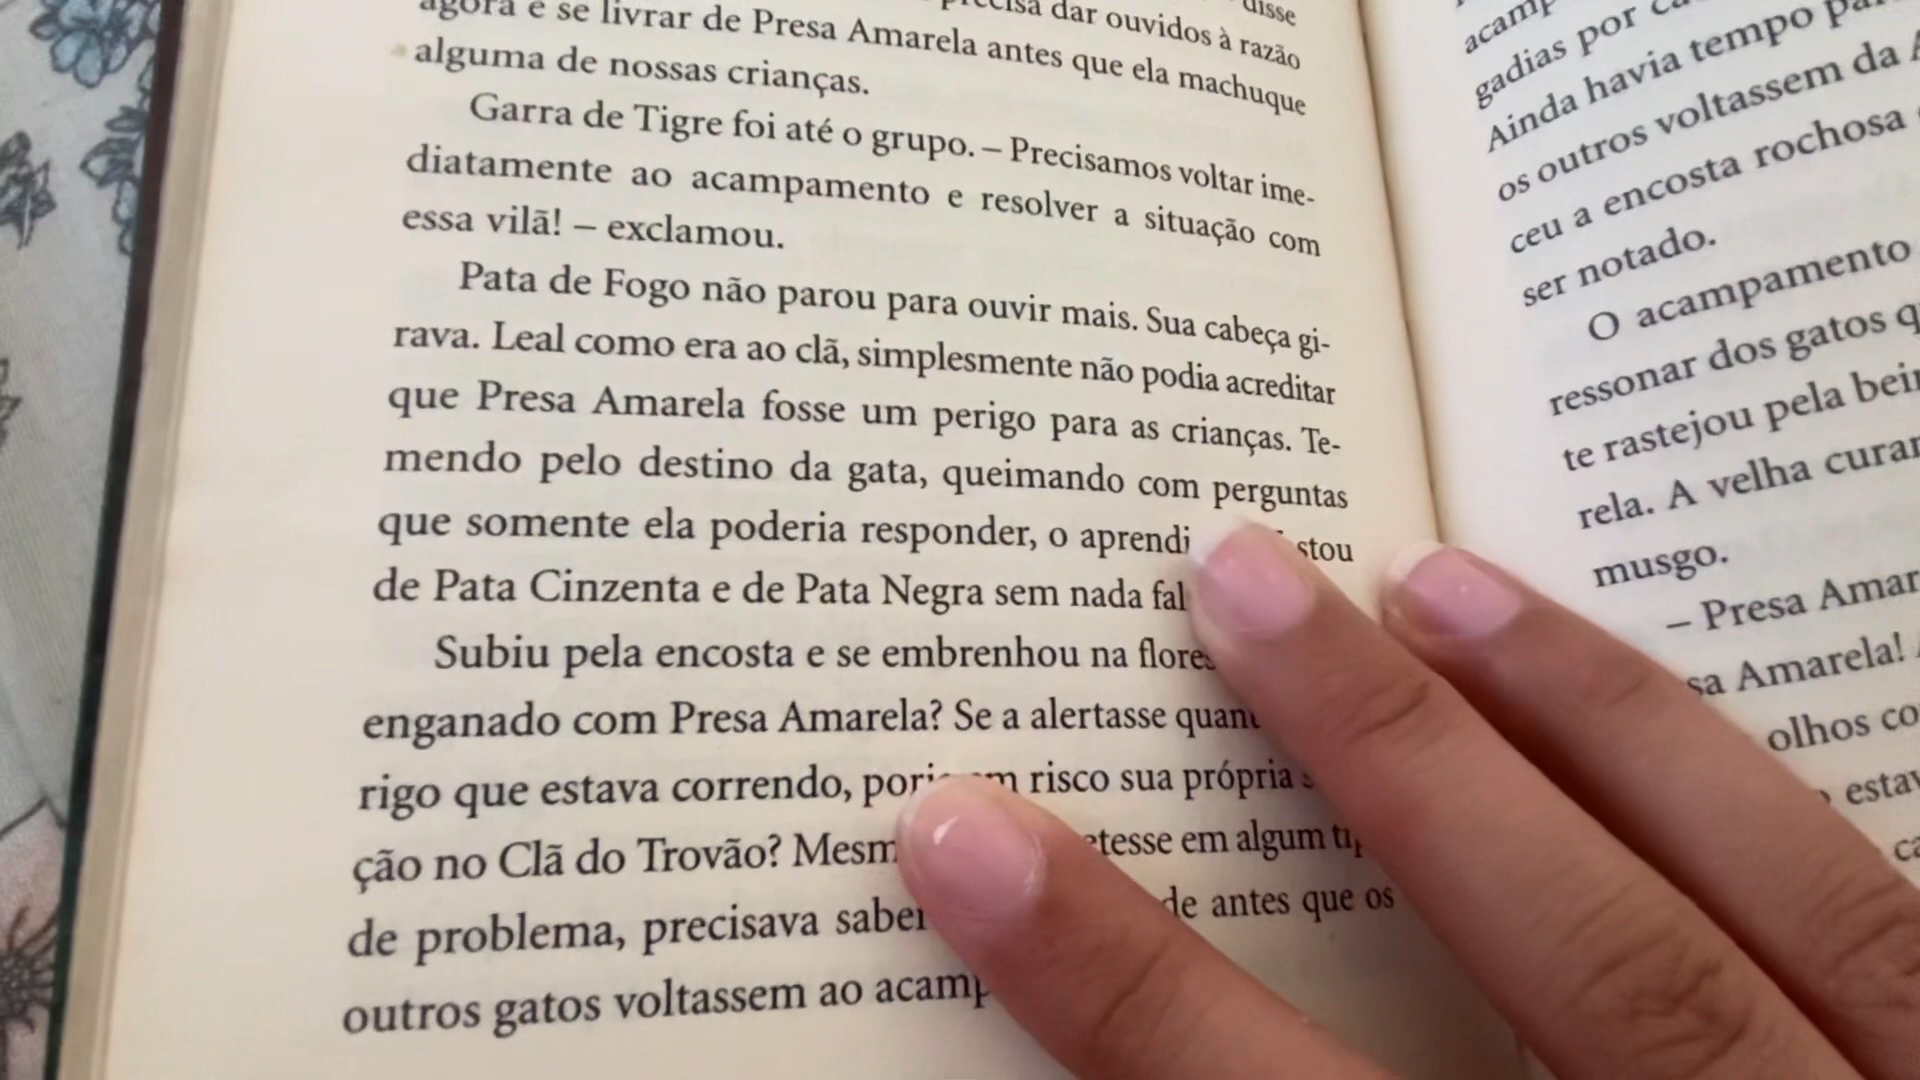 disse
dar ouvidos à razão
agora é se livrar de Presa Amarela antes que ela machuque
alguma de nossas crianças.
Garra de Tigre foi até o grupo. – Precisamos voltar ime-
diatamente ao acampamento e resolver a situação com
essa vilã! – exclamou.
Pata de Fogo não parou para ouvir mais. Sua cabeça gi-
rava. Leal como era ao clã, simplesmente não podia acreditar
que Presa Amarela fosse um perigo para as crianças. Te-
mendo pelo destino da gata, queimando com perguntas
que somente ela poderia responder, o aprendi stou
de Pata Cinzenta e de Pata Negra sem nada fal
Subiu pela encosta e se embrenhou na flores
enganado com Presa Amarela? Se a alertasse quan
rigo que estava correndo, risco sua própria
ção no Clã do Trovão? Mesm tesse em algum
de problema, precisava saber de antes que os
outros gatos voltassem ao acamp
acamp
gadias por
Ainda havia tempo
os outros voltassem da
ceu a encosta rochosa
ser notado.
O acampamento
ressonar dos gatos
te rastejou pela
rela. A velha
musgo.
– Presa Amar
sa Amarela!
olhos